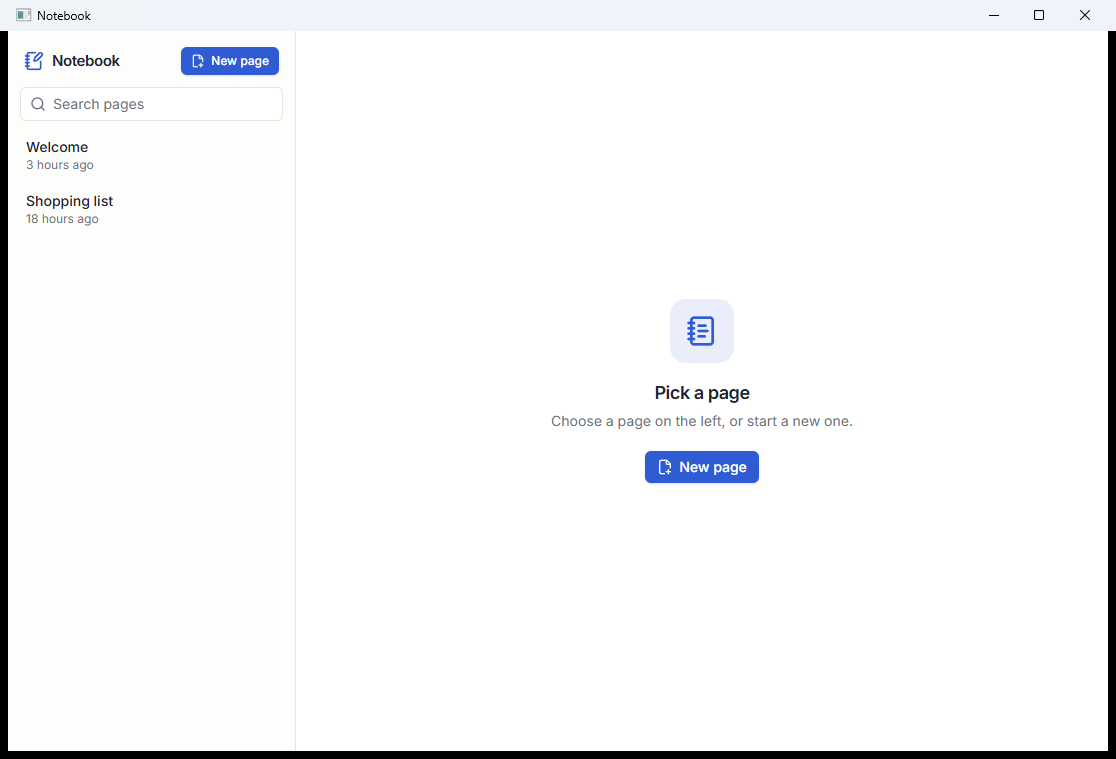 Notebook
Notebook
New page
Search pages
Welcome
3 hours ago
Shopping list
18 hours ago
Pick a page
Choose a page on the left, or start a new one.
New page